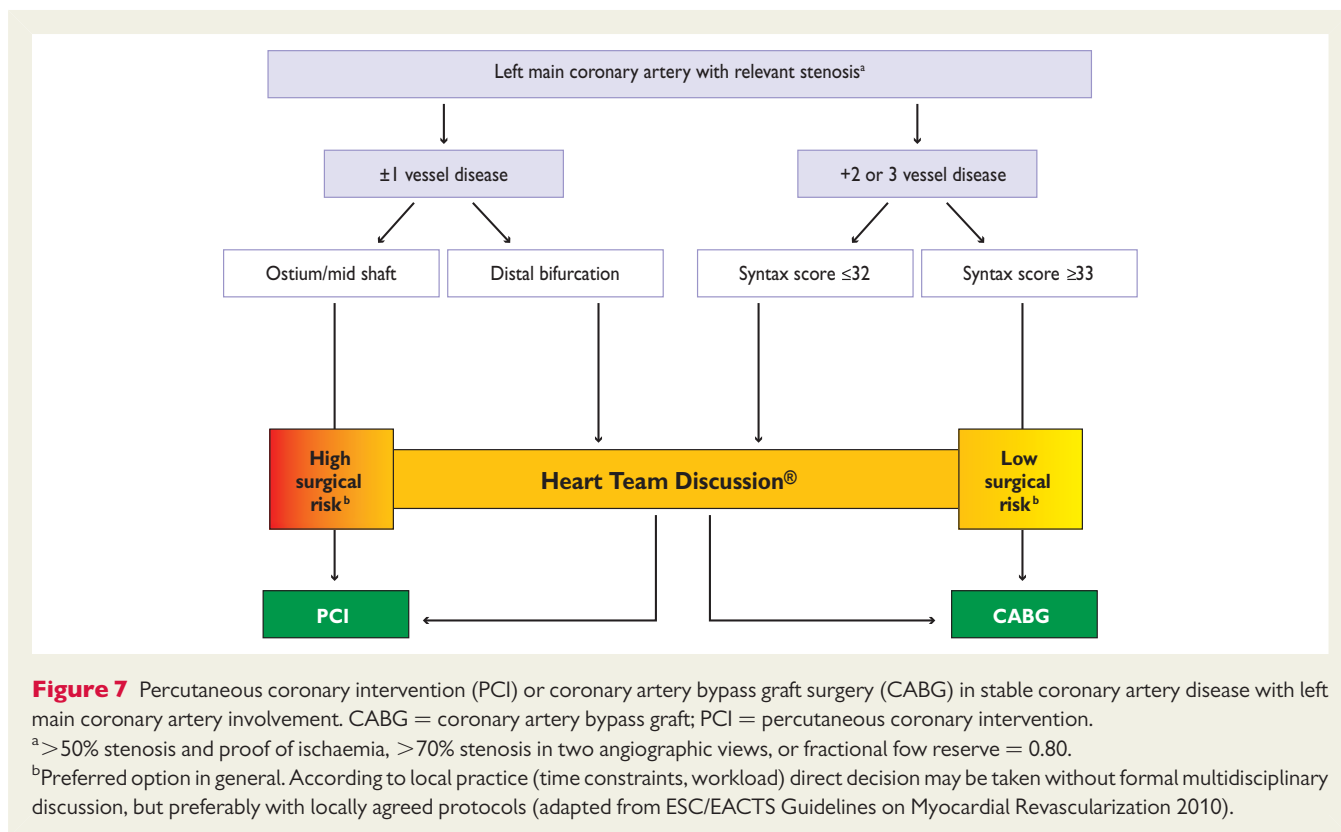 Left main coronary artery with relevant stenosisᵃ
±1 vessel disease
+2 or 3 vessel disease
Ostium/mid shaft
Distal bifurcation
Syntax score ≤32
Syntax score ≥33
High
surgical
riskᵇ
Heart Team Discussion®
Low
surgical
riskᵇ
PCI
CABG
Figure 7 Percutaneous coronary intervention (PCI) or coronary artery bypass graft surgery (CABG) in stable coronary artery disease with left
main coronary artery involvement. CABG = coronary artery bypass graft; PCI = percutaneous coronary intervention.
ᵃ>50% stenosis and proof of ischaemia, >70% stenosis in two angiographic views, or fractional fow reserve = 0.80.
ᵇPreferred option in general. According to local practice (time constraints, workload) direct decision may be taken without formal multidisciplinary
discussion, but preferably with locally agreed protocols (adapted from ESC/EACTS Guidelines on Myocardial Revascularization 2010).